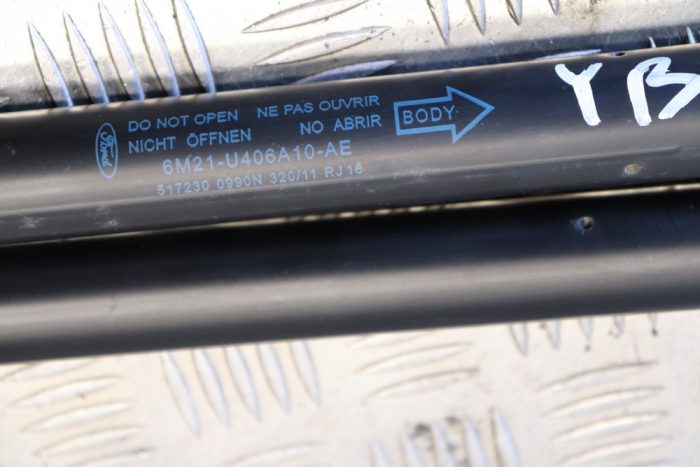 Ford
DO NOT OPEN NE PAS OUVRIR
NICHT ÖFFNEN NO ABRIR
BODY
6M21-U406A10-AE
517230 0990N 320/11 RJ16
YB